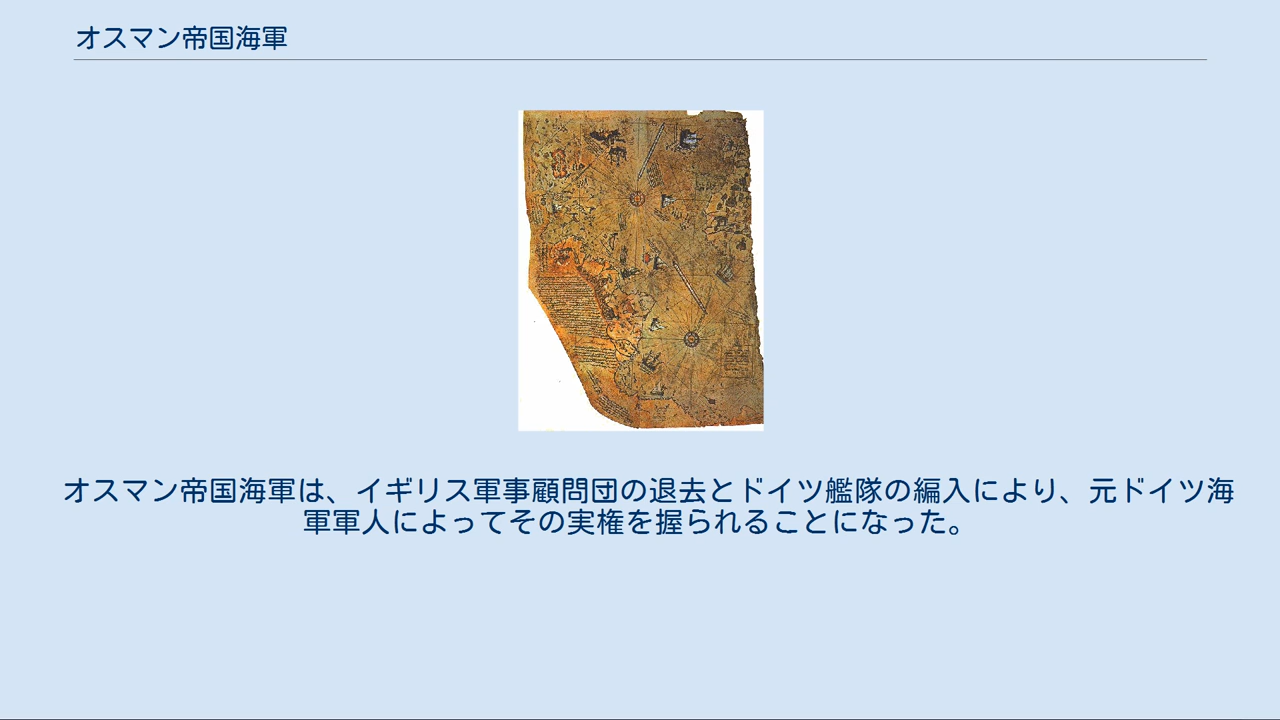 オスマン帝国海軍
オスマン帝国海軍は、イギリス軍事顧問団の退去とドイツ艦隊の編入により、元ドイツ海
軍軍人によってその実権を握られることになった。